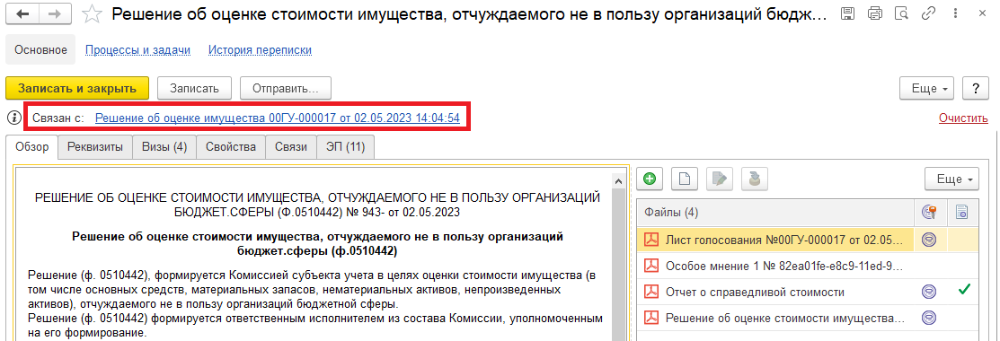 Решение об оценке стоимости имущества, отчуждаемого не в пользу организаций бюдж...
Основное Процессы и задачи История переписки
Записать и закрыть Записать Отправить... Еще ?
Связан с: Решение об оценке имущества 00ГУ-000017 от 02.05.2023 14:04:54 Очистить
Обзор Реквизиты Визы (4) Свойства Связи ЭП (11)
Еще
РЕШЕНИЕ ОБ ОЦЕНКЕ СТОИМОСТИ ИМУЩЕСТВА, ОТЧУЖДАЕМОГО НЕ В ПОЛЬЗУ ОРГАНИЗАЦИЙ
БЮДЖЕТ.СФЕРЫ (Ф.0510442) № 943- от 02.05.2023
Решение об оценке стоимости имущества, отчуждаемого не в пользу организаций
бюджет.сферы (ф.0510442)
Решение (ф. 0510442), формируется Комиссией субъекта учета в целях оценки стоимости имущества (в
том числе основных средств, материальных запасов, нематериальных активов, непроизведенных
активов), отчуждаемого не в пользу организаций бюджетной сферы.
Решение (ф. 0510442) формируется ответственным исполнителем из состава Комиссии, уполномоченным
на его формирование.
Файлы (4)
Лист голосования №00ГУ-000017 от 02.05...
Особое мнение 1 № 82ea01fe-e8c9-11ed-9...
Отчет о справедливой стоимости
Решение об оценке стоимости имущества...